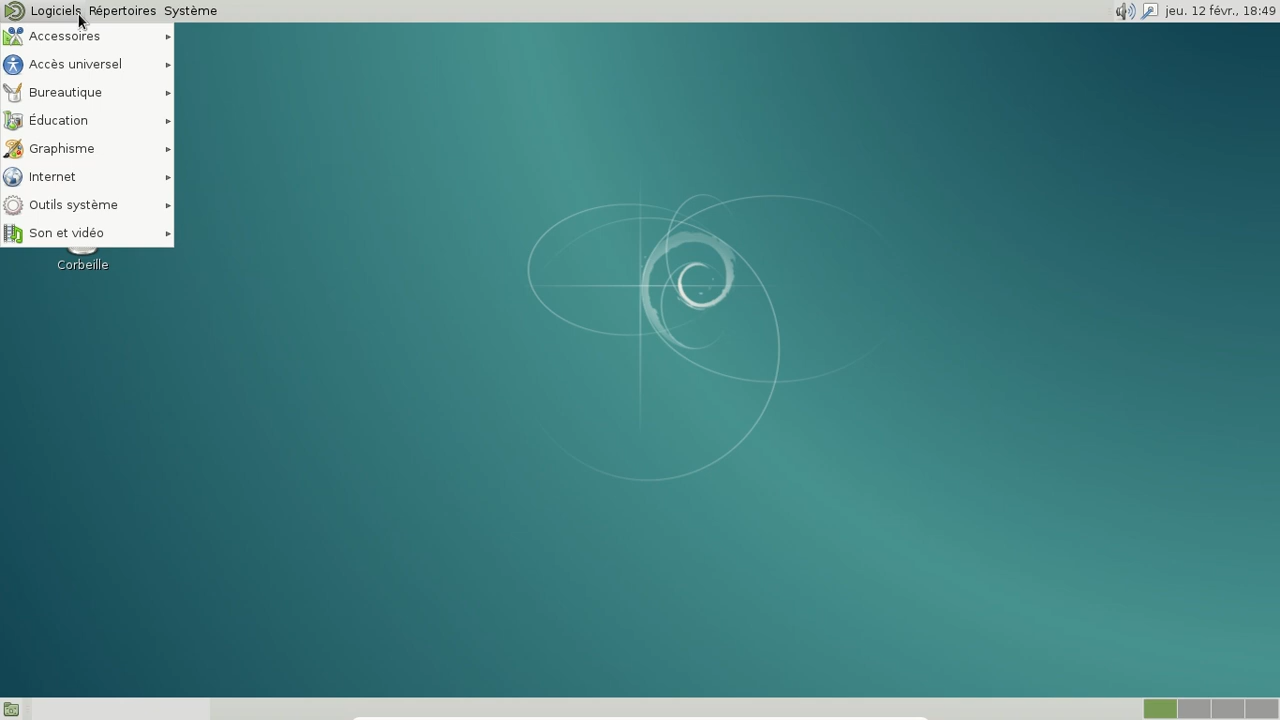 Logiciels Répertoires Système jeu. 12 févr., 18:49
Accessoires
Accès universel
Bureautique
Éducation
Graphisme
Internet
Outils système
Son et vidéo
Corbeille